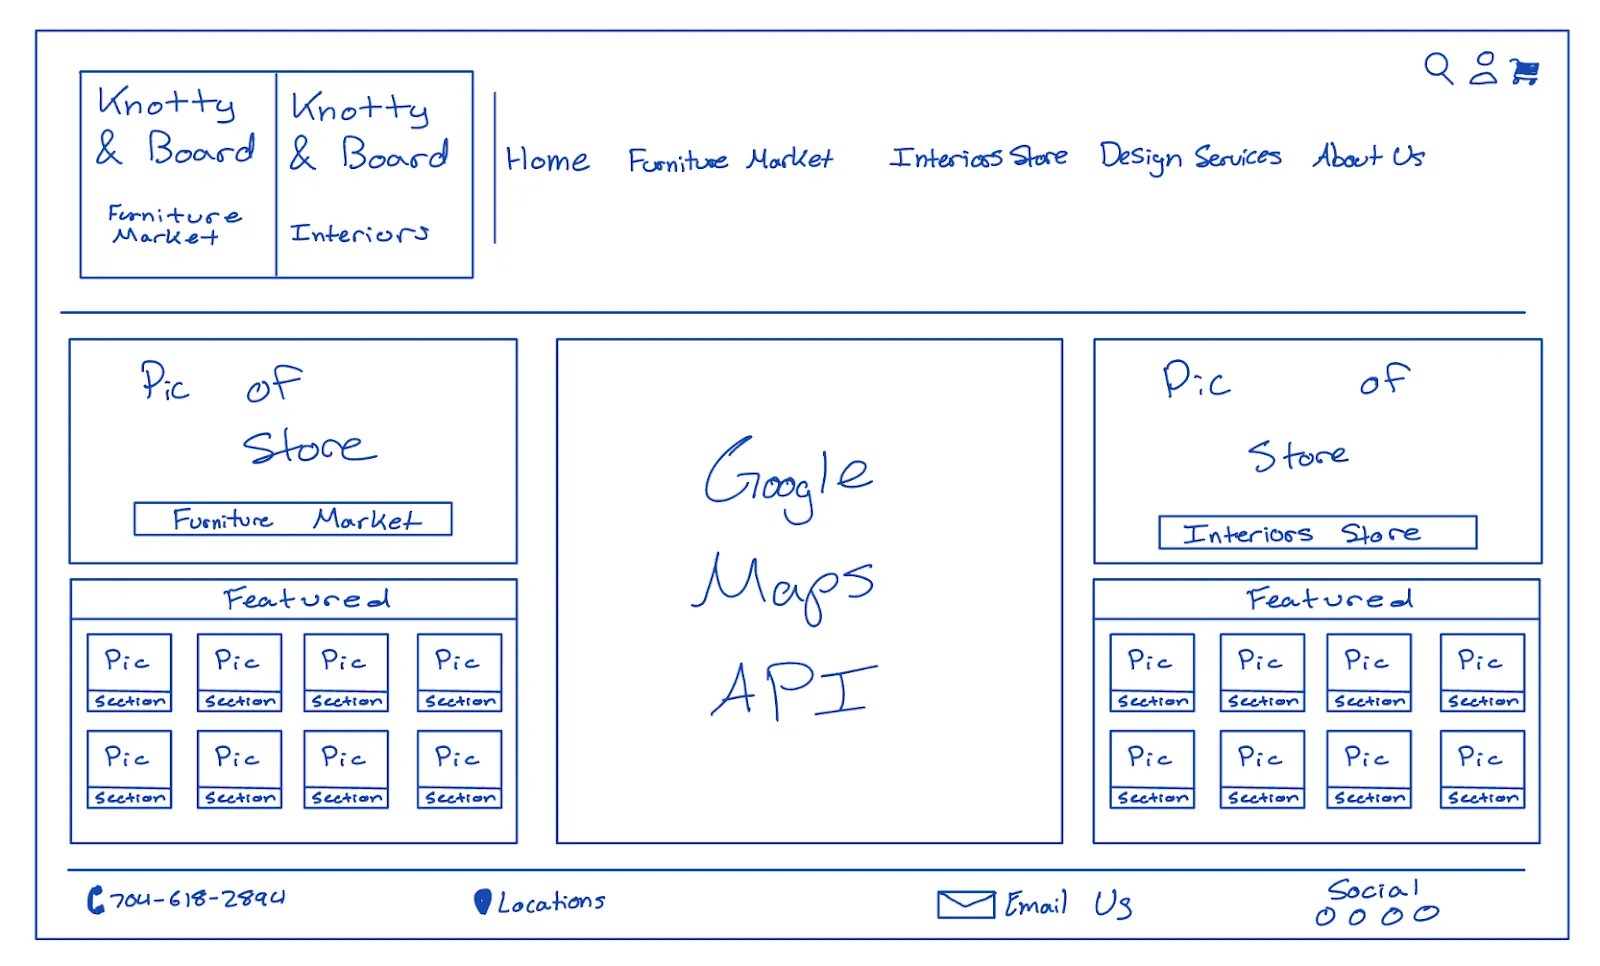 Knotty
& Board
Furniture
Market
Knotty
& Board
Interiors
Home Furniture Market Interiors Store Design Services About Us
Pic of
Store
Furniture Market
Featured
Pic Pic Pic Pic
Section Section Section Section
Pic Pic Pic Pic
Section Section Section Section
Google
Maps
API
Pic of
Store
Interiors Store
Featured
Pic Pic Pic Pic
Section Section Section Section
Pic Pic Pic Pic
Section Section Section Section
704-618-2894
Locations
Email Us
Social